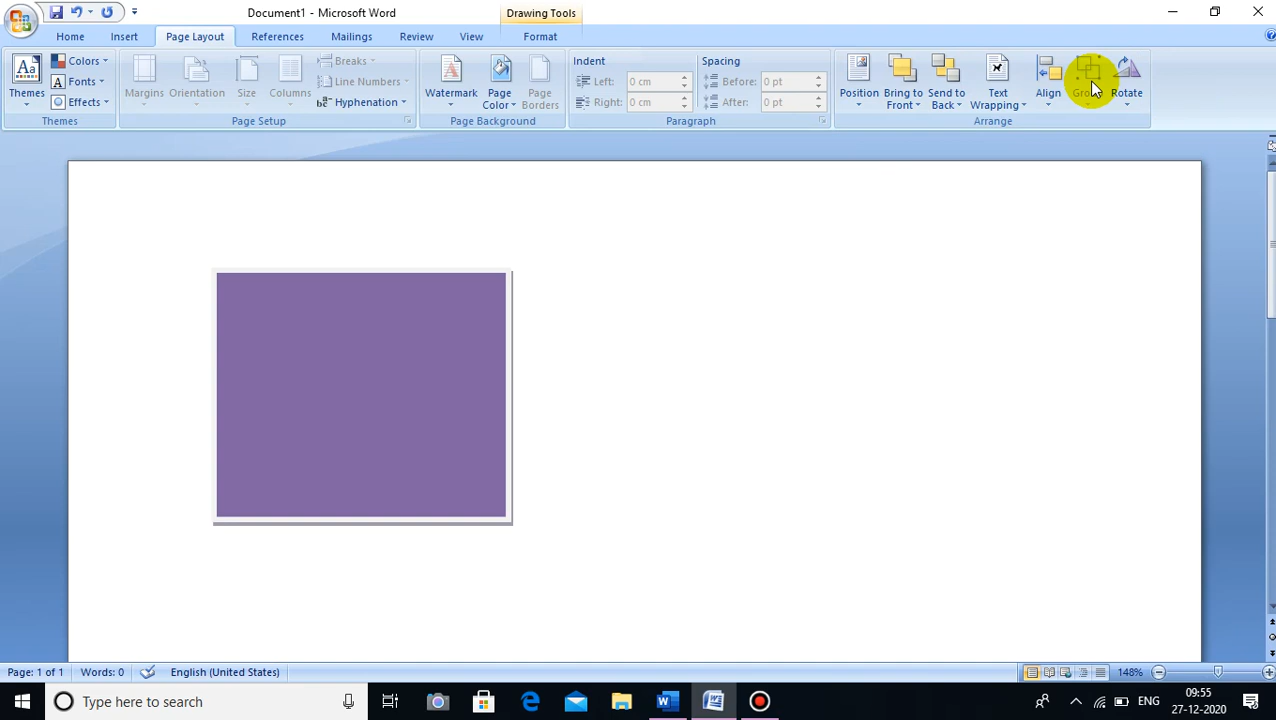 Document1 - Microsoft Word
Drawing Tools
Home Insert Page Layout References Mailings Review View Format
Aa
Themes
Colors
A Fonts
Effects
Themes
Margins
Orientation
Size
Columns
Breaks
Line Numbers
Hyphenation
Page Setup
Watermark
Page
Color
Page
Borders
Page Background
Indent
Left: 0 cm
Right: 0 cm
Spacing
Before: 0 pt
After: 0 pt
Paragraph
Position
Bring to
Front
Send to
Back
Text
Wrapping
Align
Rotate
Arrange
Page: 1 of 1
Words: 0
English (United States)
148%
Type here to search
ENG
09:55
27-12-2020